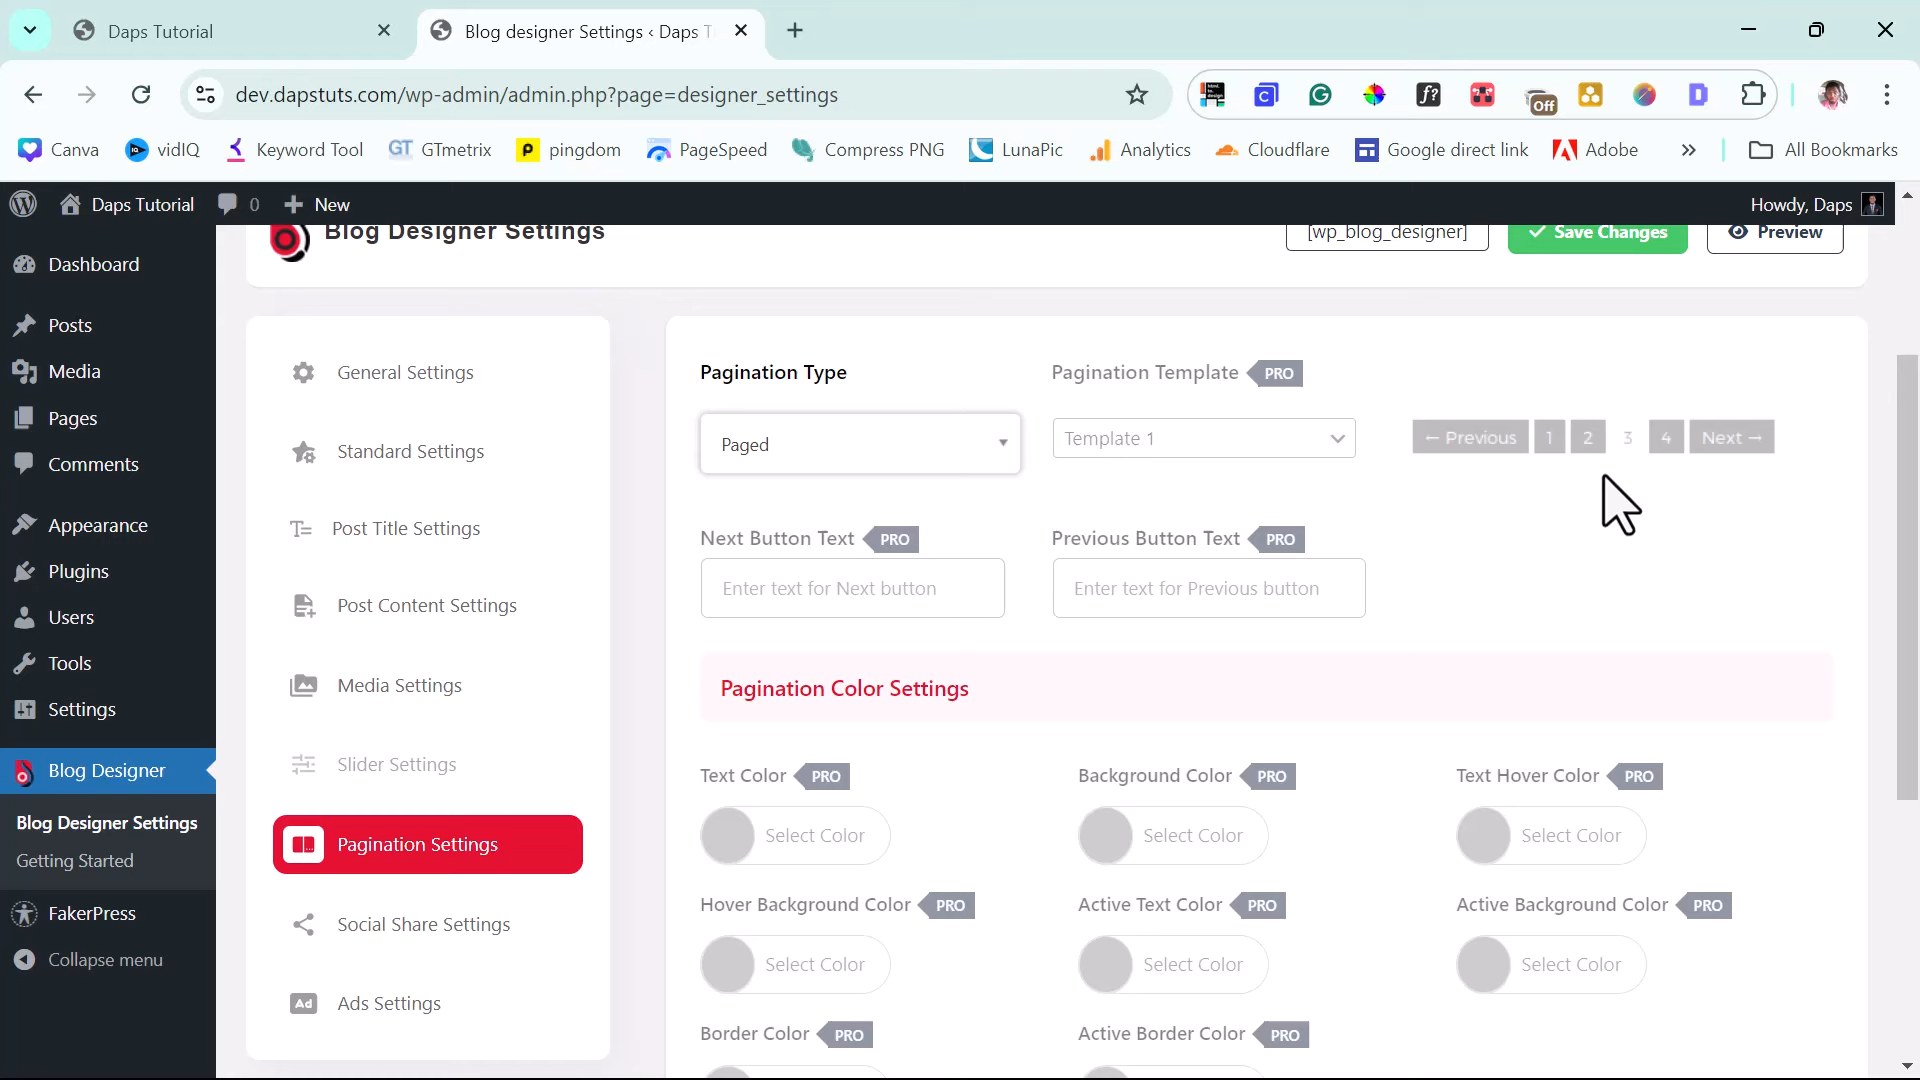 Daps Tutorial
Blog designer Settings ‹ Daps T
dev.dapstuts.com/wp-admin/admin.php?page=designer_settings
Off
Canva
vidIQ
Keyword Tool
GT GTmetrix
pingdom
PageSpeed
Compress PNG
LunaPic
Analytics
Cloudflare
Google direct link
Adobe
»
All Bookmarks
Daps Tutorial
0
New
Howdy, Daps
Dashboard
Posts
Media
Pages
Comments
Appearance
Plugins
Users
Tools
Settings
Blog Designer
Blog Designer Settings
Getting Started
FakerPress
Collapse menu
Blog Designer Settings
[wp_blog_designer]
Save Changes
Preview
General Settings
Standard Settings
Post Title Settings
Post Content Settings
Media Settings
Slider Settings
Pagination Settings
Social Share Settings
Ad Ads Settings
Pagination Type
Pagination Template PRO
Paged
Template 1
← Previous 1 2 3 4 Next →
Next Button Text PRO
Previous Button Text PRO
Enter text for Next button
Enter text for Previous button
Pagination Color Settings
Text Color PRO
Background Color PRO
Text Hover Color PRO
Select Color
Select Color
Select Color
Hover Background Color PRO
Active Text Color PRO
Active Background Color PRO
Select Color
Select Color
Select Color
Border Color PRO
Active Border Color PRO